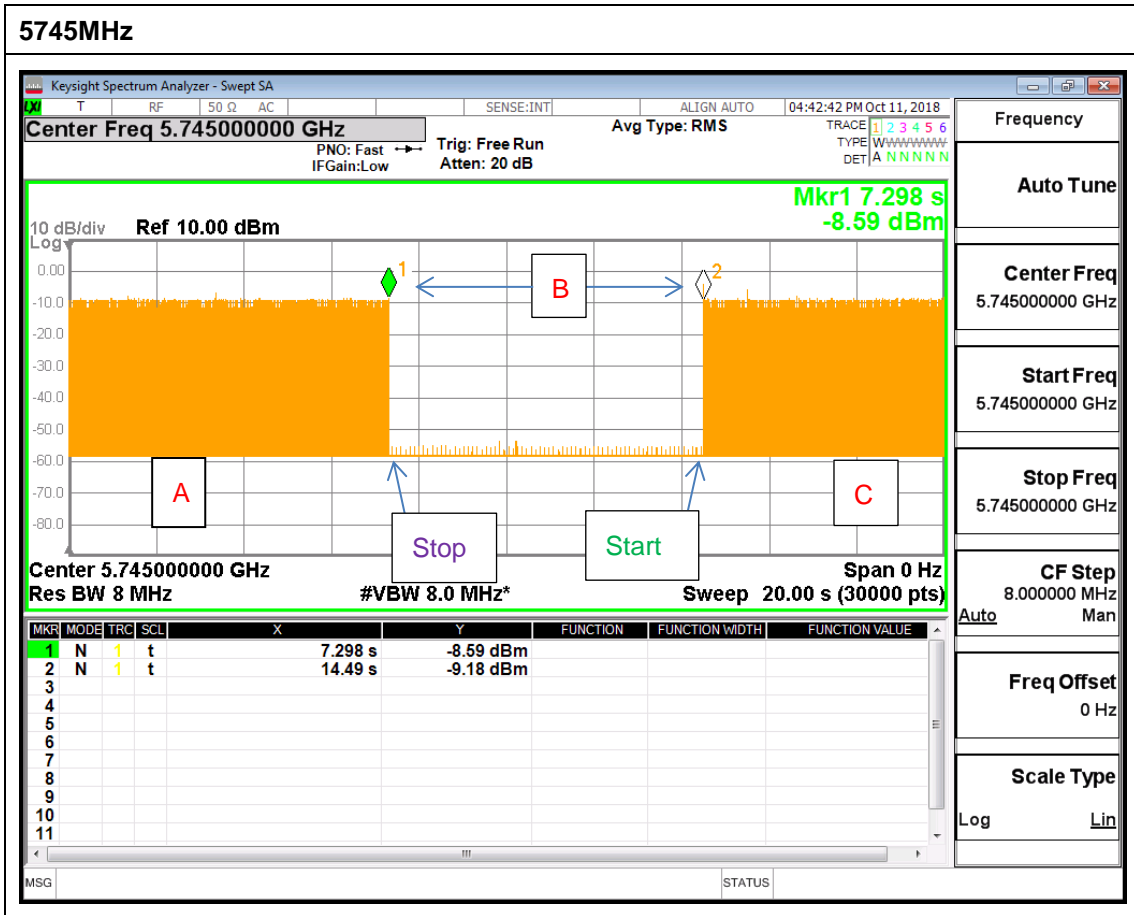 5745MHz
Keysight Spectrum Analyzer - Swept SA
LXI T RF 50 Ω AC SENSE:INT ALIGN AUTO 04:42:42 PM Oct 11, 2018
Center Freq 5.745000000 GHz
PNO: Fast
IFGain:Low
Trig: Free Run
Atten: 20 dB
Avg Type: RMS
TRACE 1 2 3 4 5 6
TYPE WWWWWW
DET A N N N N N
Mkr1 7.298 s
-8.59 dBm
10 dB/div Ref 10.00 dBm
Log
0.00
-10.0
-20.0
-30.0
-40.0
-50.0
-60.0
-70.0
-80.0
1
2
A
B
C
Stop
Start
Center 5.745000000 GHz Span 0 Hz
Res BW 8 MHz #VBW 8.0 MHz* Sweep 20.00 s (30000 pts)
MKR MODE TRC SCL X Y FUNCTION FUNCTION WIDTH FUNCTION VALUE
1 N 1 t 7.298 s -8.59 dBm
2 N 1 t 14.49 s -9.18 dBm
3
4
5
6
7
8
9
10
11
MSG STATUS
Frequency
Auto Tune
Center Freq
5.745000000 GHz
Start Freq
5.745000000 GHz
Stop Freq
5.745000000 GHz
CF Step
8.000000 MHz
Auto Man
Freq Offset
0 Hz
Scale Type
Log Lin